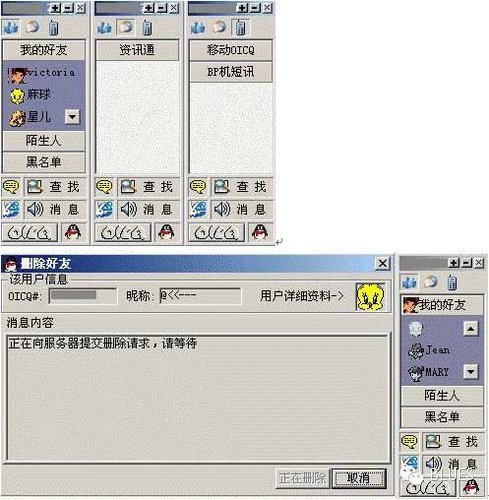 我的好友
victoria
麻球
星儿
陌生人
黑名单
查找
消息
资讯通
查找
消息
移动OICQ
BP机短讯
查找
消息
删除好友
该用户信息
OICQ#:
昵称: @<<---
用户详细资料->
消息内容
正在向服务器提交删除请求，请等待
正在删除
取消
我的好友
Jean
MARY
陌生人
黑名单
查找
消息